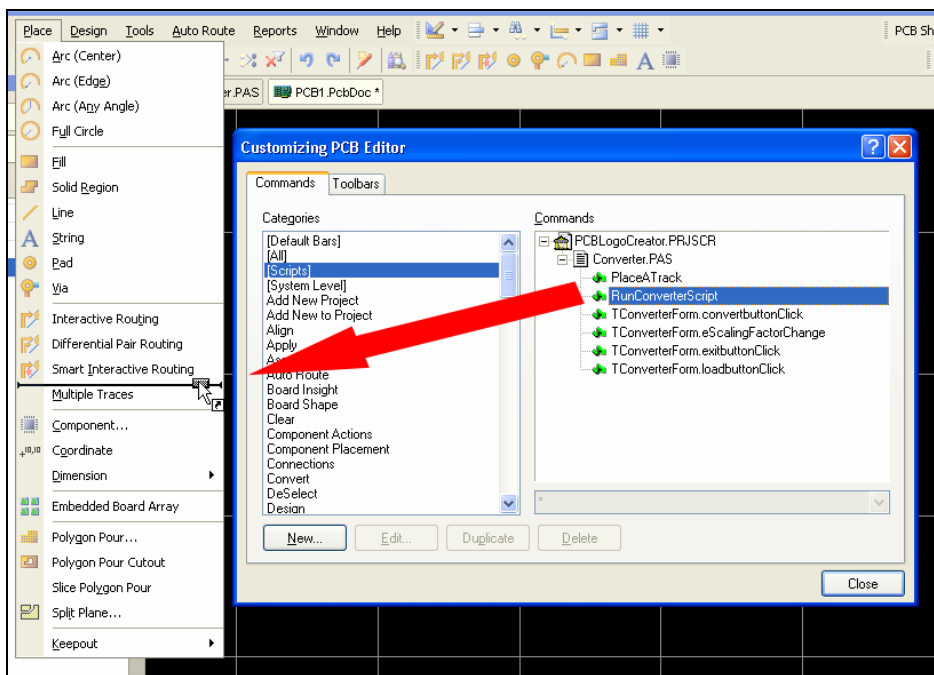 Place Design Tools Auto Route Reports Window Help PCB Sh
Arc (Center)
Arc (Edge)
Arc (Any Angle)
Full Circle
Fill
Solid Region
Line
String
Pad
Via
Interactive Routing
Differential Pair Routing
Smart Interactive Routing
Multiple Traces
Component...
Coordinate
Dimension
Embedded Board Array
Polygon Pour...
Polygon Pour Cutout
Slice Polygon Pour
Split Plane...
Keepout
er.PAS PCB1.PcbDoc *
Customizing PCB Editor
Commands Toolbars
Categories
[Default Bars]
[All]
[Scripts]
[System Level]
Add New Project
Add New to Project
Align
Apply
Auto Route
Board Insight
Board Shape
Clear
Component Actions
Component Placement
Connections
Convert
DeSelect
Design
Commands
PCBLogoCreator.PRJSCR
Converter.PAS
PlaceATrack
RunConverterScript
TConverterForm.convertbuttonClick
TConverterForm.eScalingFactorChange
TConverterForm.exitbuttonClick
TConverterForm.loadbuttonClick
New... Edit... Duplicate Delete
Close